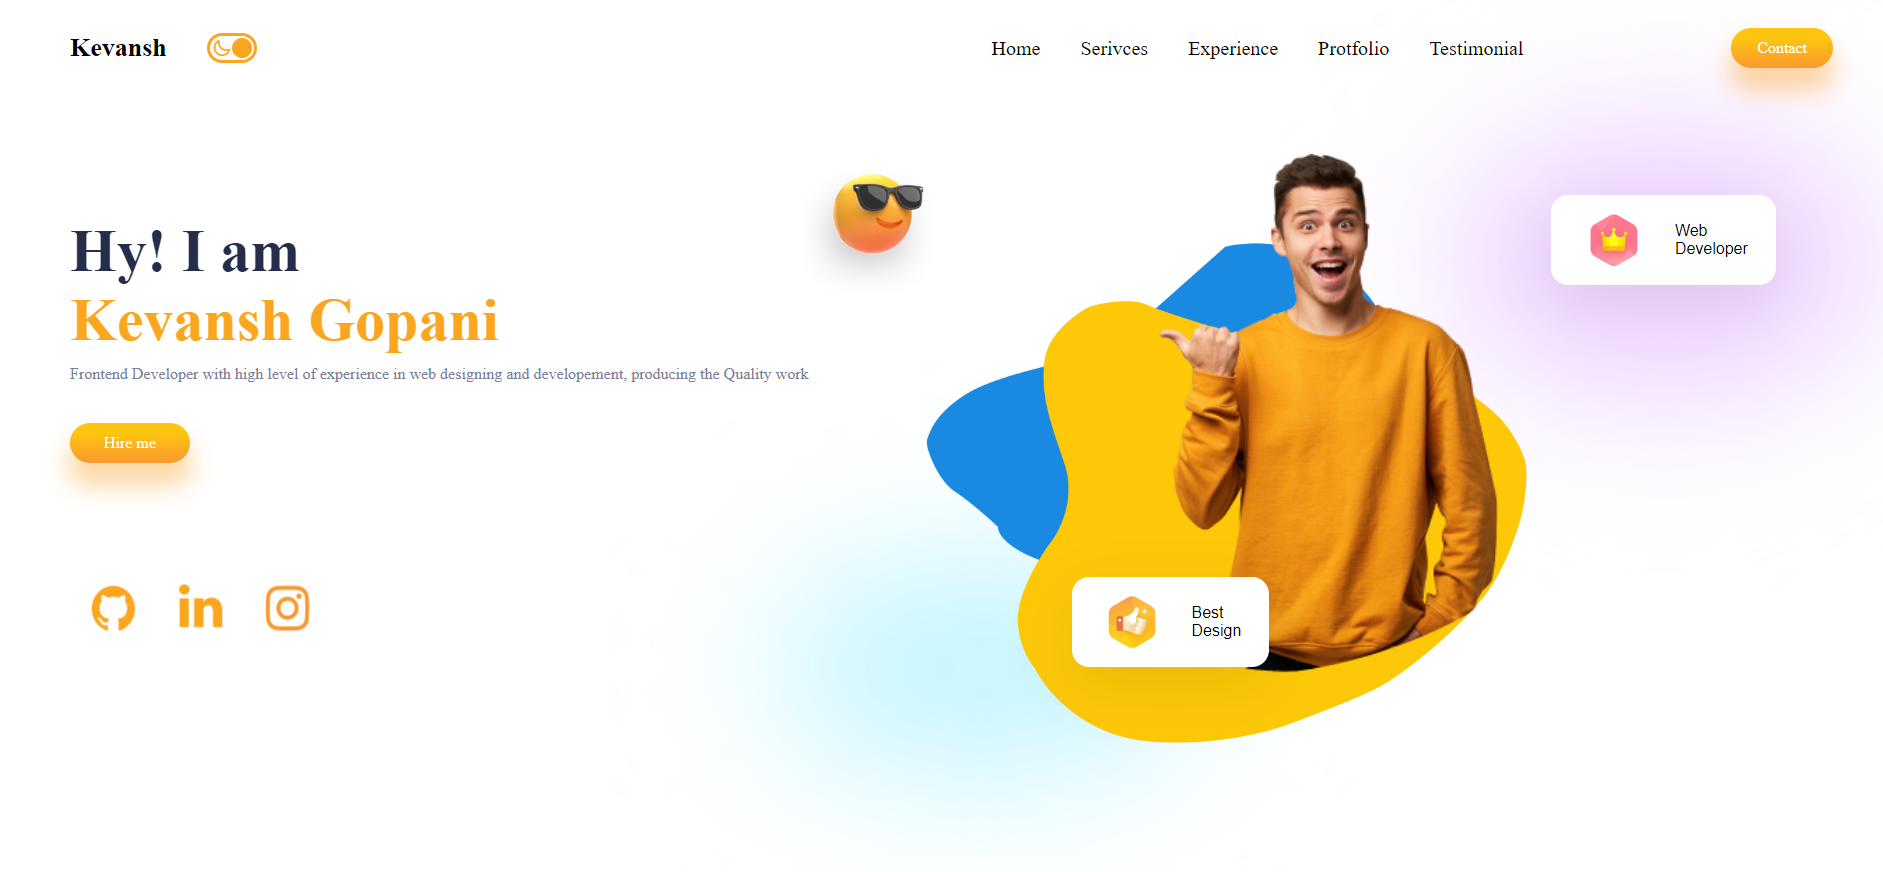 Kevansh
Home
Serivces
Experience
Protfolio
Testimonial
Contact
Hy! I am
Kevansh Gopani
Frontend Developer with high level of experience in web designing and developement, producing the Quality work
Hire me
Web
Developer
Best
Design
in